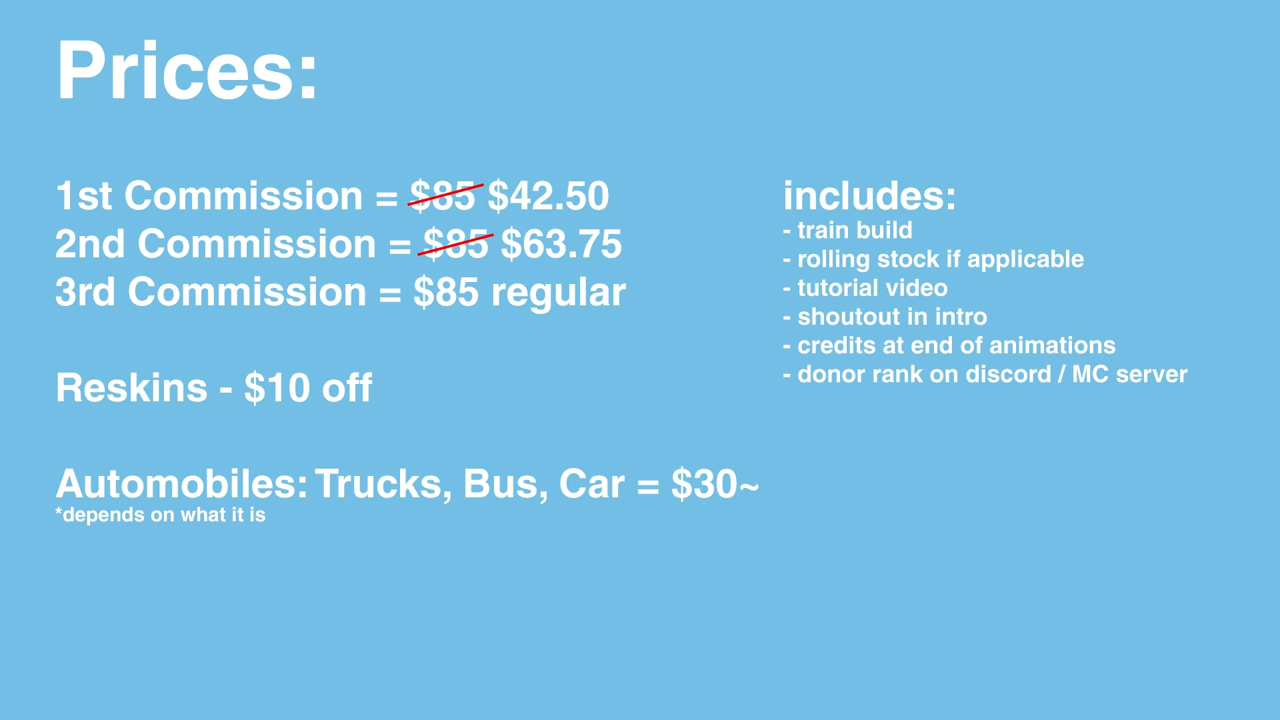 Prices:
1st Commission = $85 $42.50
2nd Commission = $85 $63.75
3rd Commission = $85 regular
Reskins - $10 off
Automobiles: Trucks, Bus, Car = $30~
*depends on what it is
includes:
- train build
- rolling stock if applicable
- tutorial video
- shoutout in intro
- credits at end of animations
- donor rank on discord / MC server